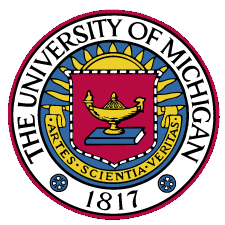 THE UNIVERSITY OF MICHIGAN
ARTES · SCIENTIA · VERITAS
1817